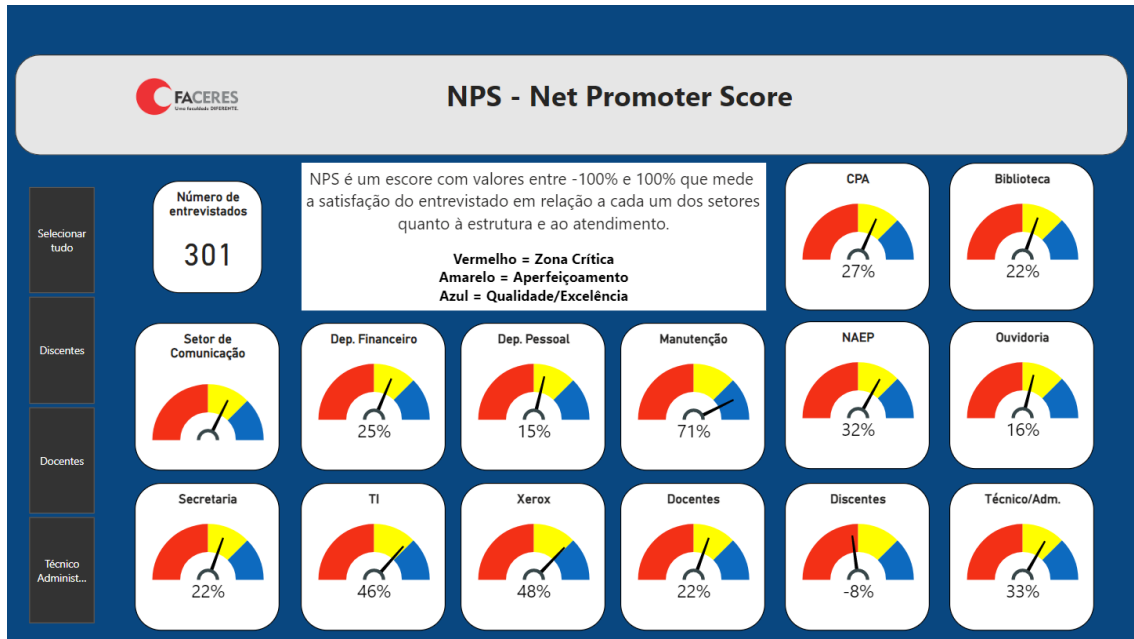 FACERES
Uma faculdade DIFERENTE.
NPS - Net Promoter Score
Selecionar
tudo
Discentes
Docentes
Técnico
Administ...
Número de
entrevistados
301
NPS é um escore com valores entre -100% e 100% que mede
a satisfação do entrevistado em relação a cada um dos setores
quanto à estrutura e ao atendimento.
Vermelho = Zona Crítica
Amarelo = Aperfeiçoamento
Azul = Qualidade/Excelência
CPA
27%
Biblioteca
22%
Setor de
Comunicação
Dep. Financeiro
25%
Dep. Pessoal
15%
Manutenção
71%
NAEP
32%
Ouvidoria
16%
Secretaria
22%
TI
46%
Xerox
48%
Docentes
22%
Discentes
-8%
Técnico/Adm.
33%